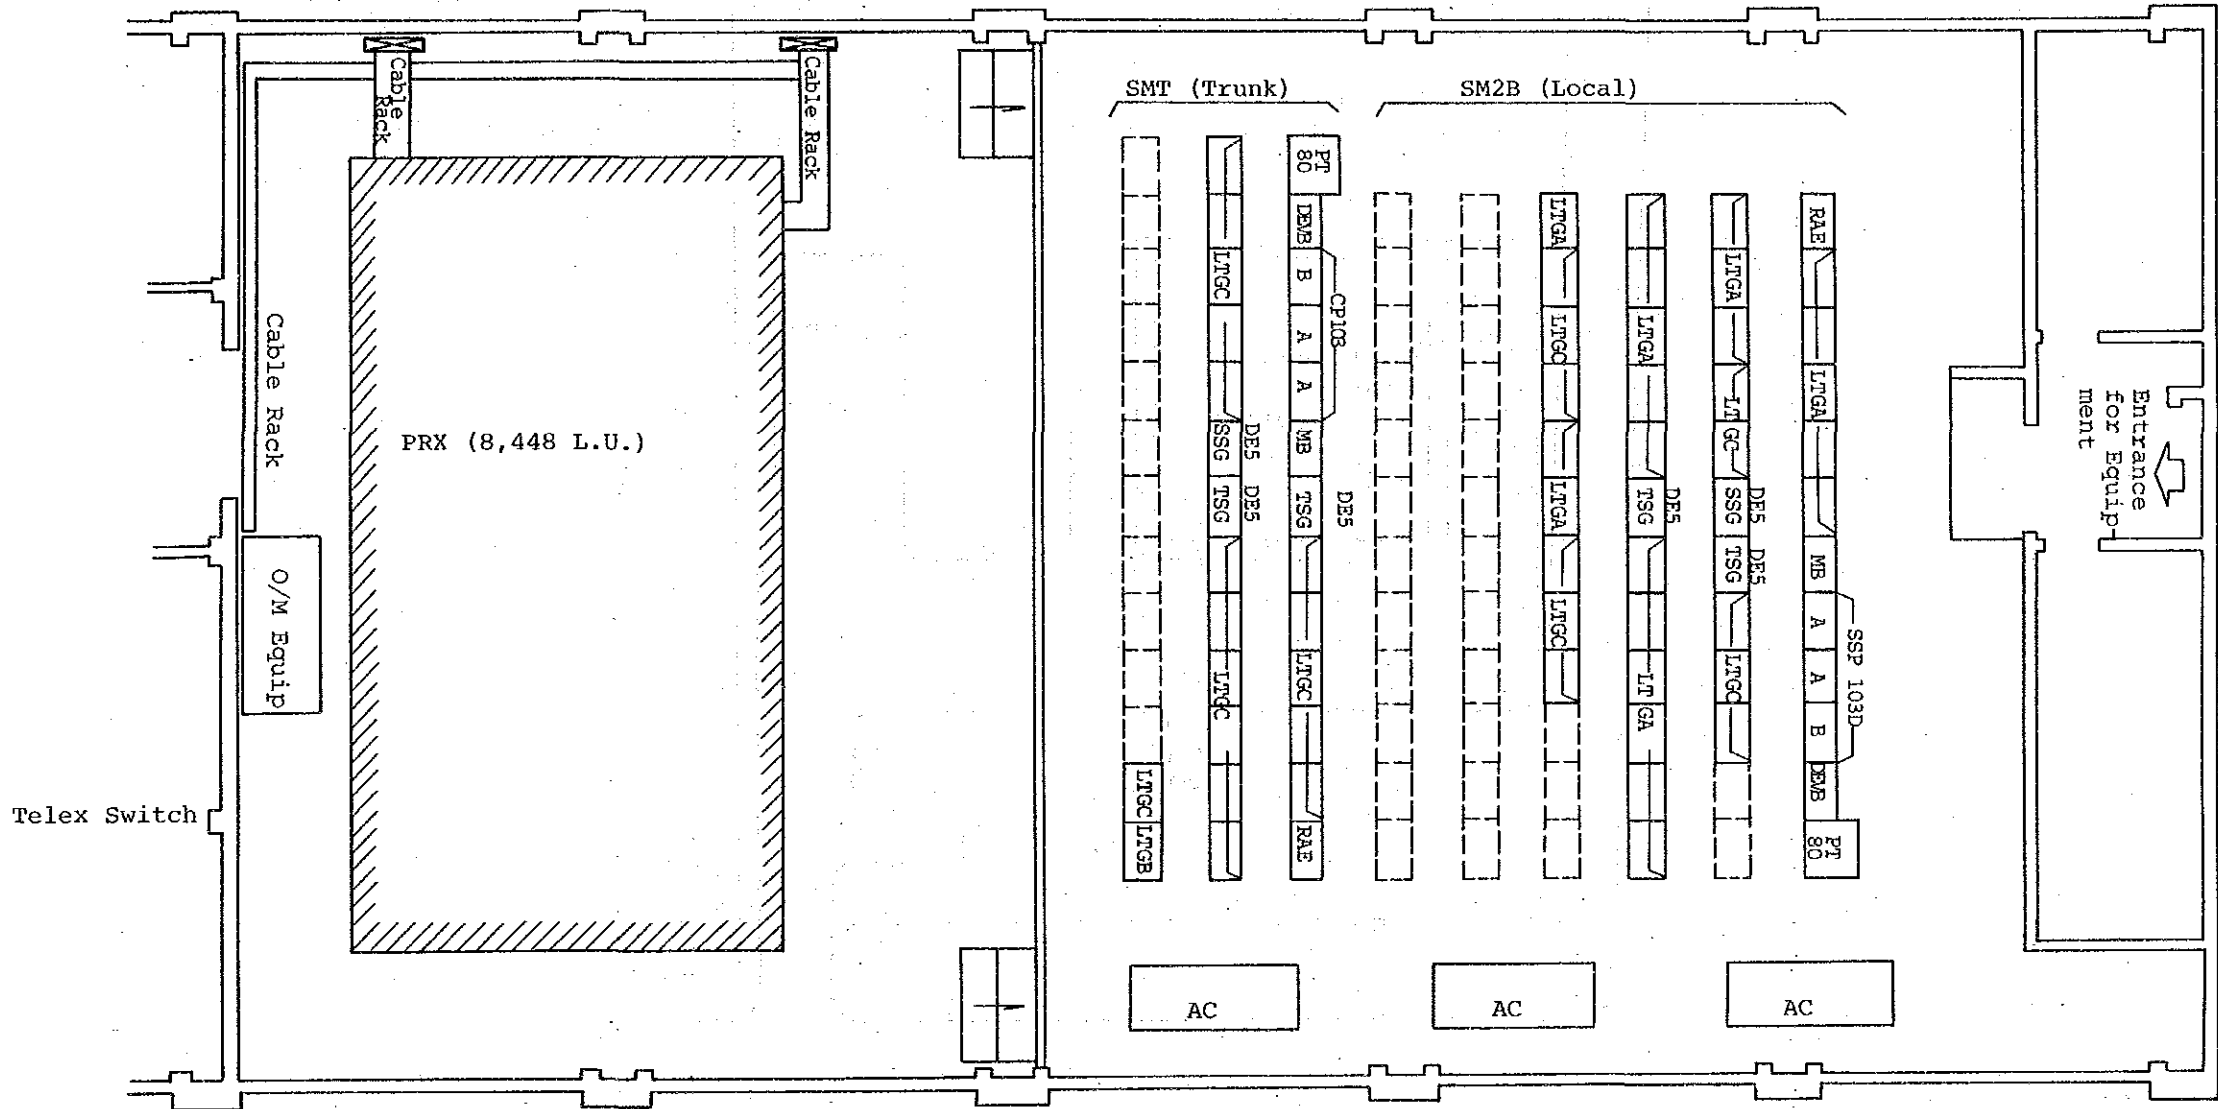 SMT (Trunk)
SM2B (Local)
Cable
Rack
Cable Rack
Cable Rack
PRX (8,448 L.U.)
O/M Equip
Telex Switch
LTGC
LTGB
LTGC
SSG
DE5
TSG
DE5
LTGC
PT
80
DEVB
B
A
A
CP103
MB
TSG
DE5
LTGC
RAE
LTGA
LTGC
LTGA
LTGC
LTGA
TSG
DE5
LT GA
LTGA
LT GC
SSG
DE5
TSG
DE5
LTGC
RAE
LTGA
MB
A
A
B
SSP 103D
DEVB
PT
80
Entrance
for Equip-
ment
AC
AC
AC